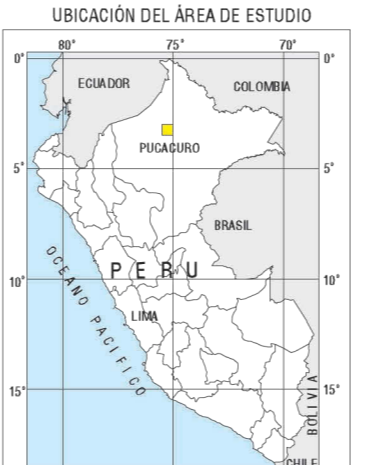 UBICACIÓN DEL ÁREA DE ESTUDIO
80° 75° 70°
0° 0°
ECUADOR
COLOMBIA
PUCACURO
5° 5°
BRASIL
OCEANO PACIFICO
PERU
10° 10°
LIMA
15° 15°
BOLIVIA
CHILE